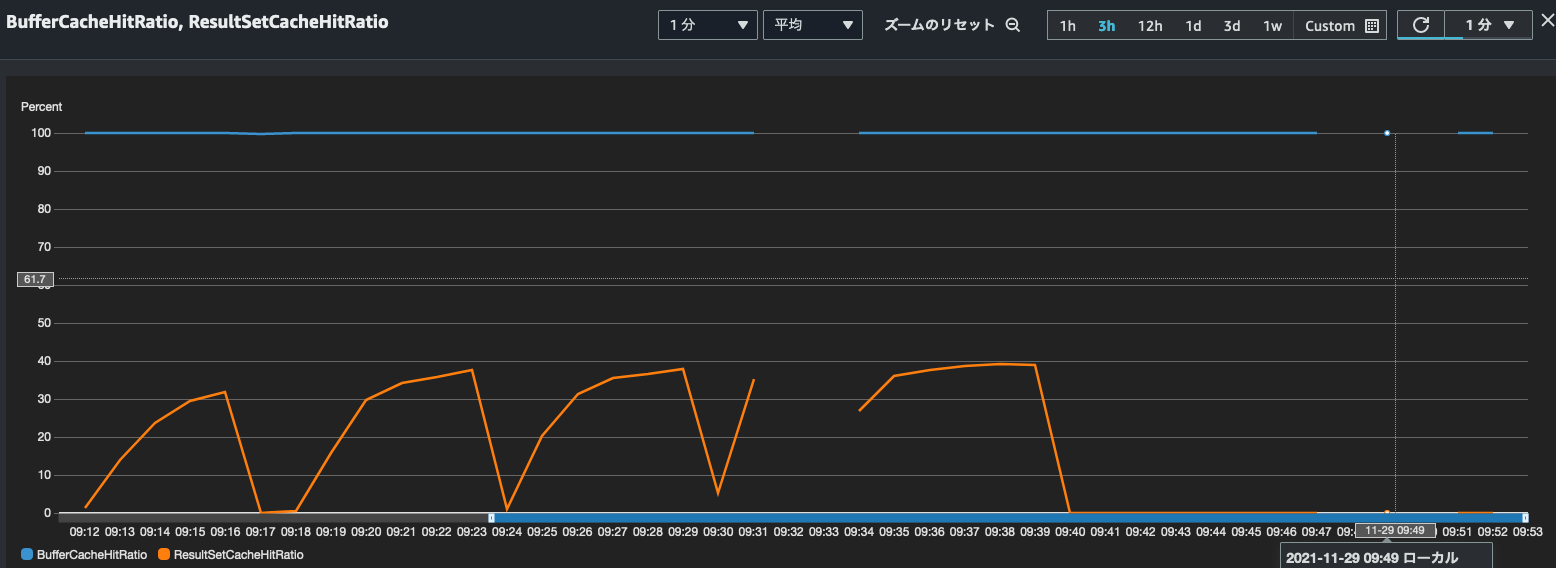 BufferCacheHitRatio, ResultSetCacheHitRatio
1 分 平均 ズームのリセット 1h 3h 12h 1d 3d 1w Custom 1 分
Percent
100
90
80
70
61.7
50
40
30
20
10
0
09:12 09:13 09:14 09:15 09:16 09:17 09:18 09:19 09:20 09:21 09:22 09:23 09:24 09:25 09:26 09:27 09:28 09:29 09:30 09:31 09:32 09:33 09:34 09:35 09:36 09:37 09:38 09:39 09:40 09:41 09:42 09:43 09:44 09:45 09:46 09:47 11-29 09:49 09:51 09:52 09:53
BufferCacheHitRatio ResultSetCacheHitRatio
2021-11-29 09:49 ローカル